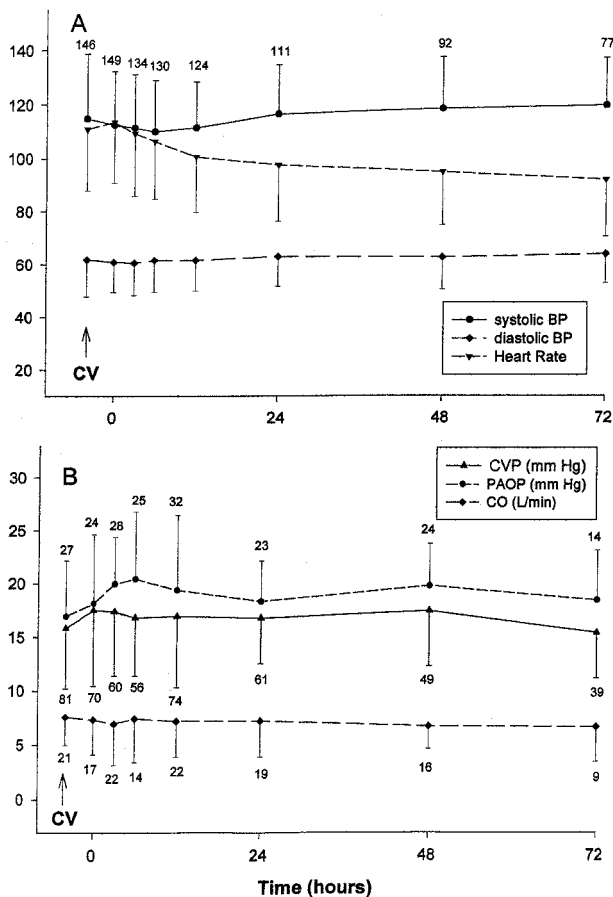 A
140
120
100
80
60
40
20
146 149 134 130 124 111 92 77
systolic BP
diastolic BP
Heart Rate
CV
0 24 48 72
B
30
25
20
15
10
5
0
CVP (mm Hg)
PAOP (mm Hg)
CO (L/min)
27 24 28 25 32 23 24 14
81 70 60 56 74 61 49 39
21 17 22 14 22 19 16 9
CV
0 24 48 72
Time (hours)